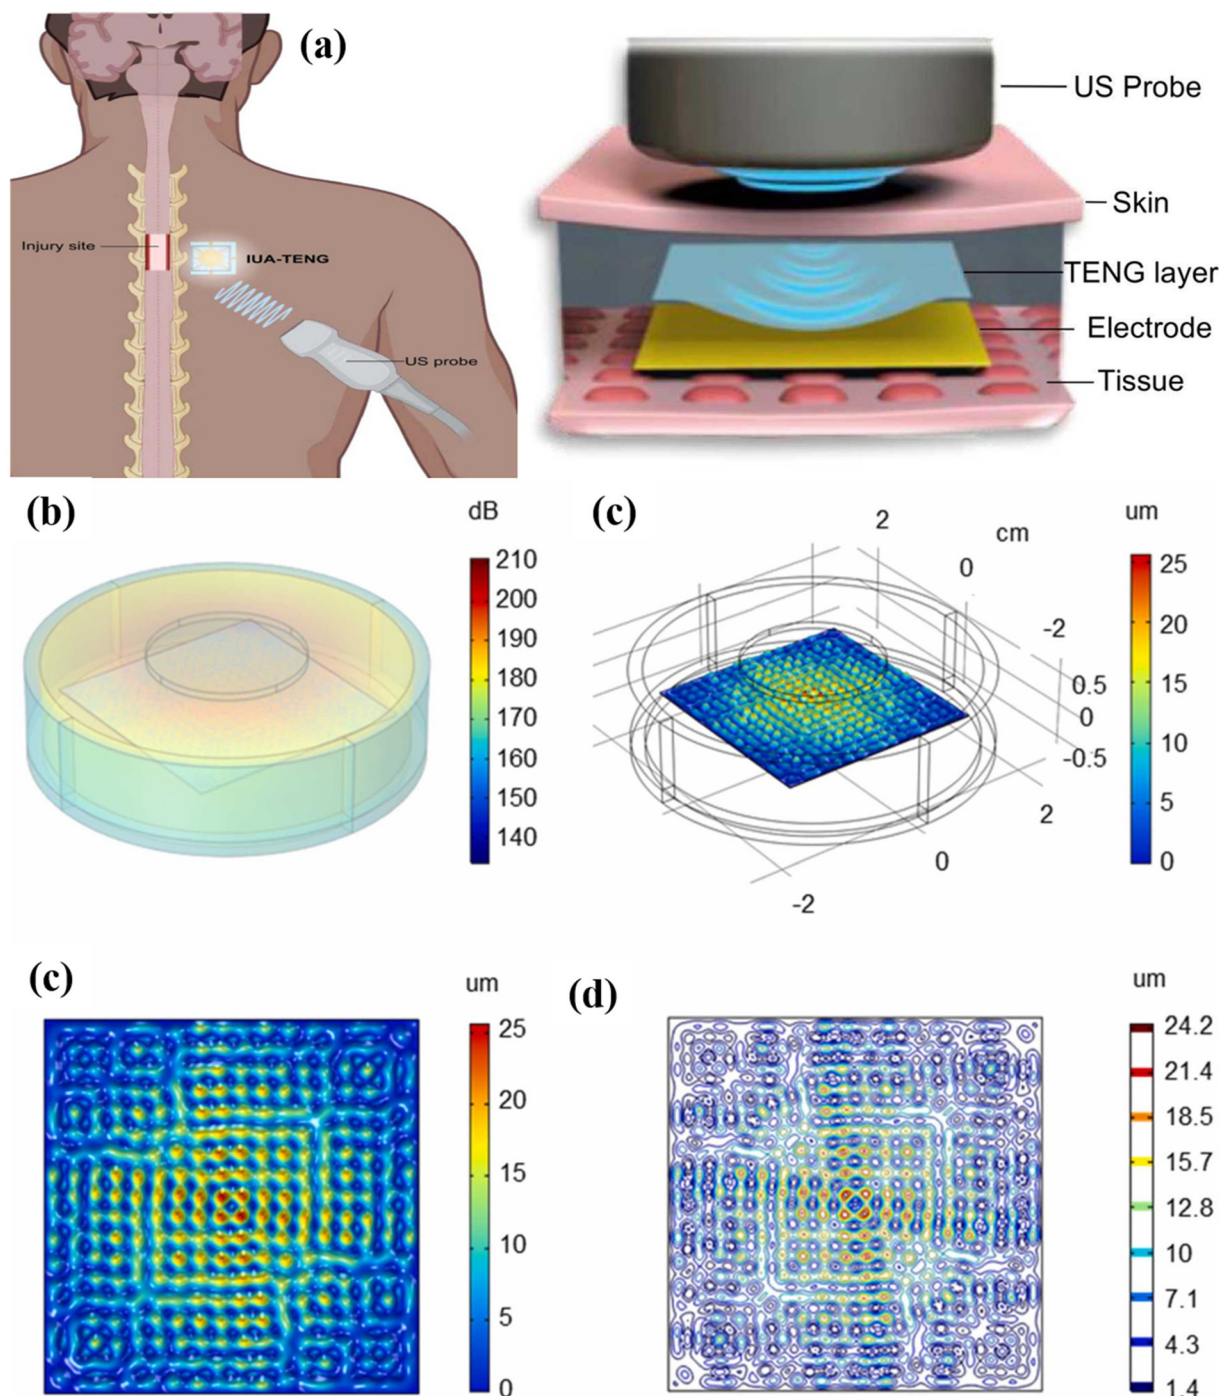 (a)
Injury site
IUA-TENG
US probe
US Probe
Skin
TENG layer
Electrode
Tissue
(b)
dB
210
200
190
180
170
160
150
140
(c)
2
cm
0
-2
0.5
0
-0.5
2
0
-2
um
25
20
15
10
5
0
(c)
um
25
20
15
10
5
0
(d)
um
24.2
21.4
18.5
15.7
12.8
10
7.1
4.3
1.4